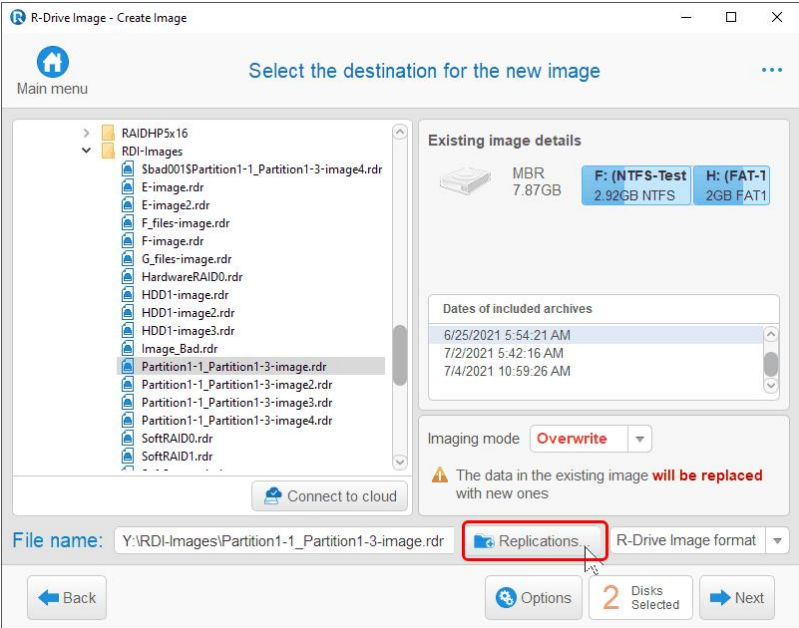 R-Drive Image - Create Image
Main menu
Select the destination for the new image
RAIDHP5x16
RDI-Images
$bad001$Partition1-1_Partition1-3-image4.rdr
E-image.rdr
E-image2.rdr
F_files-image.rdr
F-image.rdr
G_files-image.rdr
HardwareRAID0.rdr
HDD1-image.rdr
HDD1-image2.rdr
HDD1-image3.rdr
Image_Bad.rdr
Partition1-1_Partition1-3-image.rdr
Partition1-1_Partition1-3-image2.rdr
Partition1-1_Partition1-3-image3.rdr
Partition1-1_Partition1-3-image4.rdr
SoftRAID0.rdr
SoftRAID1.rdr
Connect to cloud
Existing image details
MBR
7.87GB
F: (NTFS-Test
2.92GB NTFS
H: (FAT-1
2GB FAT1
Dates of included archives
6/25/2021 5:54:21 AM
7/2/2021 5:42:16 AM
7/4/2021 10:59:26 AM
Imaging mode Overwrite
The data in the existing image will be replaced
with new ones
File name: Y:\RDI-Images\Partition1-1_Partition1-3-image.rdr Replications... R-Drive Image format
Back
Options
2 Disks
Selected
Next